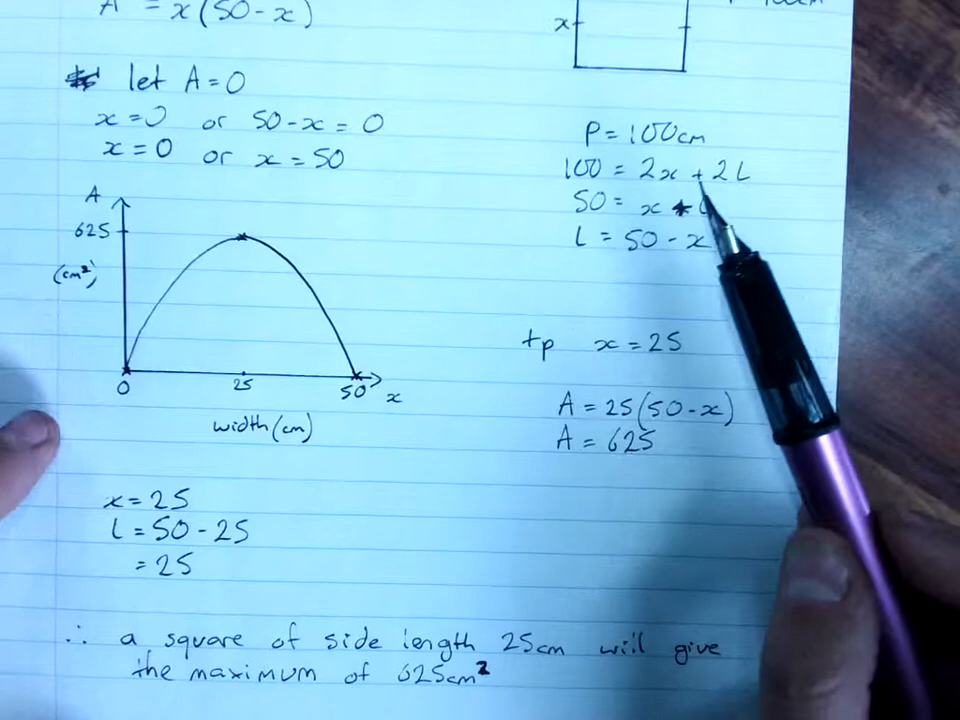 A = x(50-x)
let A=0
x=0 or 50-x=0
x=0 or x=50
A
625
(cm²)
0
25
50
x
width (cm)
x=25
L=50-25
=25
∴ a square of side length 25cm will give
the maximum of 625cm²
x
P=100cm
100=2x+2L
50=x+
L=50-x
tp x=25
A=25(50-x)
A=625